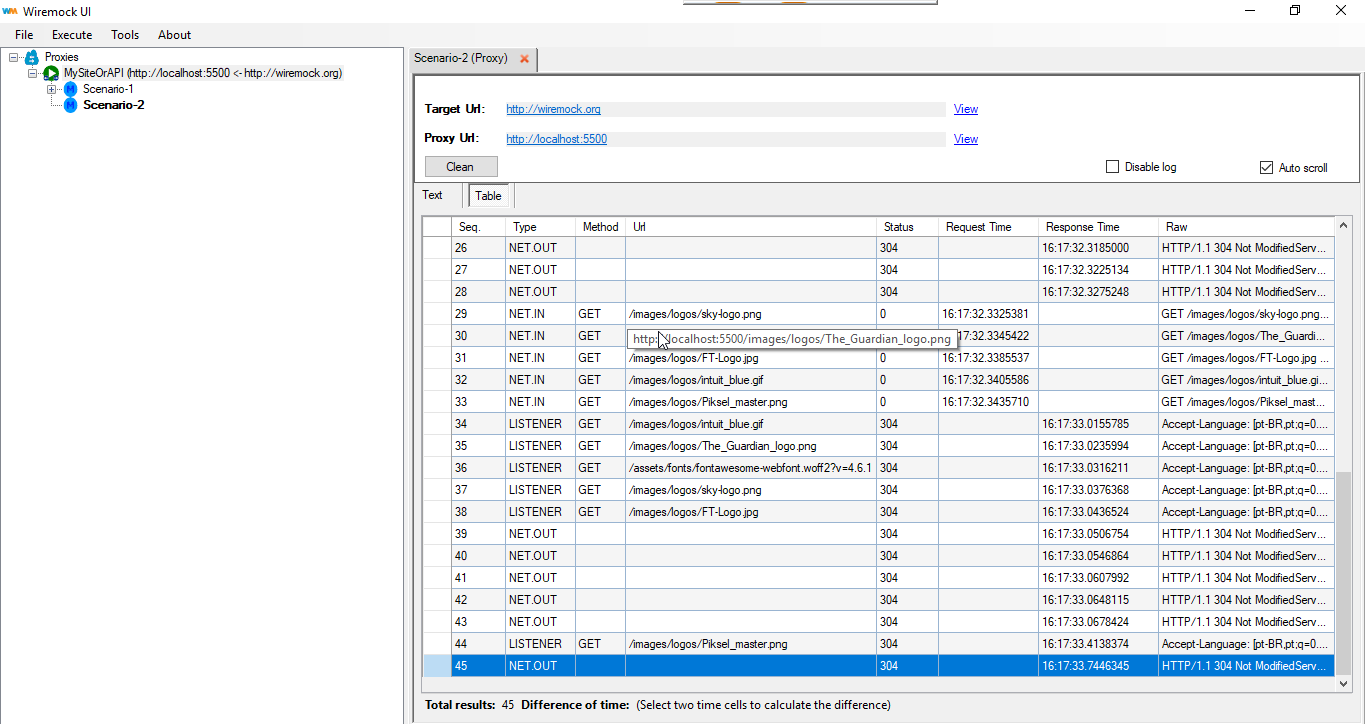 WM Wiremock UI
File Execute Tools About
Proxies
MySiteOrAPI (http://localhost:5500 <- http://wiremock.org)
M Scenario-1
M Scenario-2
Scenario-2 (Proxy)
Target Url: http://wiremock.org View
Proxy Url: http://localhost:5500 View
Clean Disable log Auto scroll
Text Table
Seq. Type Method Url Status Request Time Response Time Raw
26 NET.OUT 304 16:17:32.3185000 HTTP/1.1 304 Not ModifiedServ...
27 NET.OUT 304 16:17:32.3225134 HTTP/1.1 304 Not ModifiedServ...
28 NET.OUT 304 16:17:32.3275248 HTTP/1.1 304 Not ModifiedServ...
29 NET.IN GET /images/logos/sky-logo.png 0 16:17:32.3325381 GET /images/logos/sky-logo.png...
30 NET.IN GET http://localhost:5500/images/logos/The_Guardian_logo.png 17:32.3345422 GET /images/logos/The_Guardi...
31 NET.IN GET /images/logos/FT-Logo.jpg 0 16:17:32.3385537 GET /images/logos/FT-Logo.jpg ...
32 NET.IN GET /images/logos/intuit_blue.gif 0 16:17:32.3405586 GET /images/logos/intuit_blue.gi...
33 NET.IN GET /images/logos/Piksel_master.png 0 16:17:32.3435710 GET /images/logos/Piksel_mast...
34 LISTENER GET /images/logos/intuit_blue.gif 304 16:17:33.0155785 Accept-Language: [pt-BR,pt;q=0....
35 LISTENER GET /images/logos/The_Guardian_logo.png 304 16:17:33.0235994 Accept-Language: [pt-BR,pt;q=0....
36 LISTENER GET /assets/fonts/fontawesome-webfont.woff2?v=4.6.1 304 16:17:33.0316211 Accept-Language: [pt-BR,pt;q=0....
37 LISTENER GET /images/logos/sky-logo.png 304 16:17:33.0376368 Accept-Language: [pt-BR,pt;q=0....
38 LISTENER GET /images/logos/FT-Logo.jpg 304 16:17:33.0436524 Accept-Language: [pt-BR,pt;q=0....
39 NET.OUT 304 16:17:33.0506754 HTTP/1.1 304 Not ModifiedServ...
40 NET.OUT 304 16:17:33.0546864 HTTP/1.1 304 Not ModifiedServ...
41 NET.OUT 304 16:17:33.0607992 HTTP/1.1 304 Not ModifiedServ...
42 NET.OUT 304 16:17:33.0648115 HTTP/1.1 304 Not ModifiedServ...
43 NET.OUT 304 16:17:33.0678424 HTTP/1.1 304 Not ModifiedServ...
44 LISTENER GET /images/logos/Piksel_master.png 304 16:17:33.4138374 Accept-Language: [pt-BR,pt;q=0....
45 NET.OUT 304 16:17:33.7446345 HTTP/1.1 304 Not ModifiedServ...
Total results: 45 Difference of time: (Select two time cells to calculate the difference)